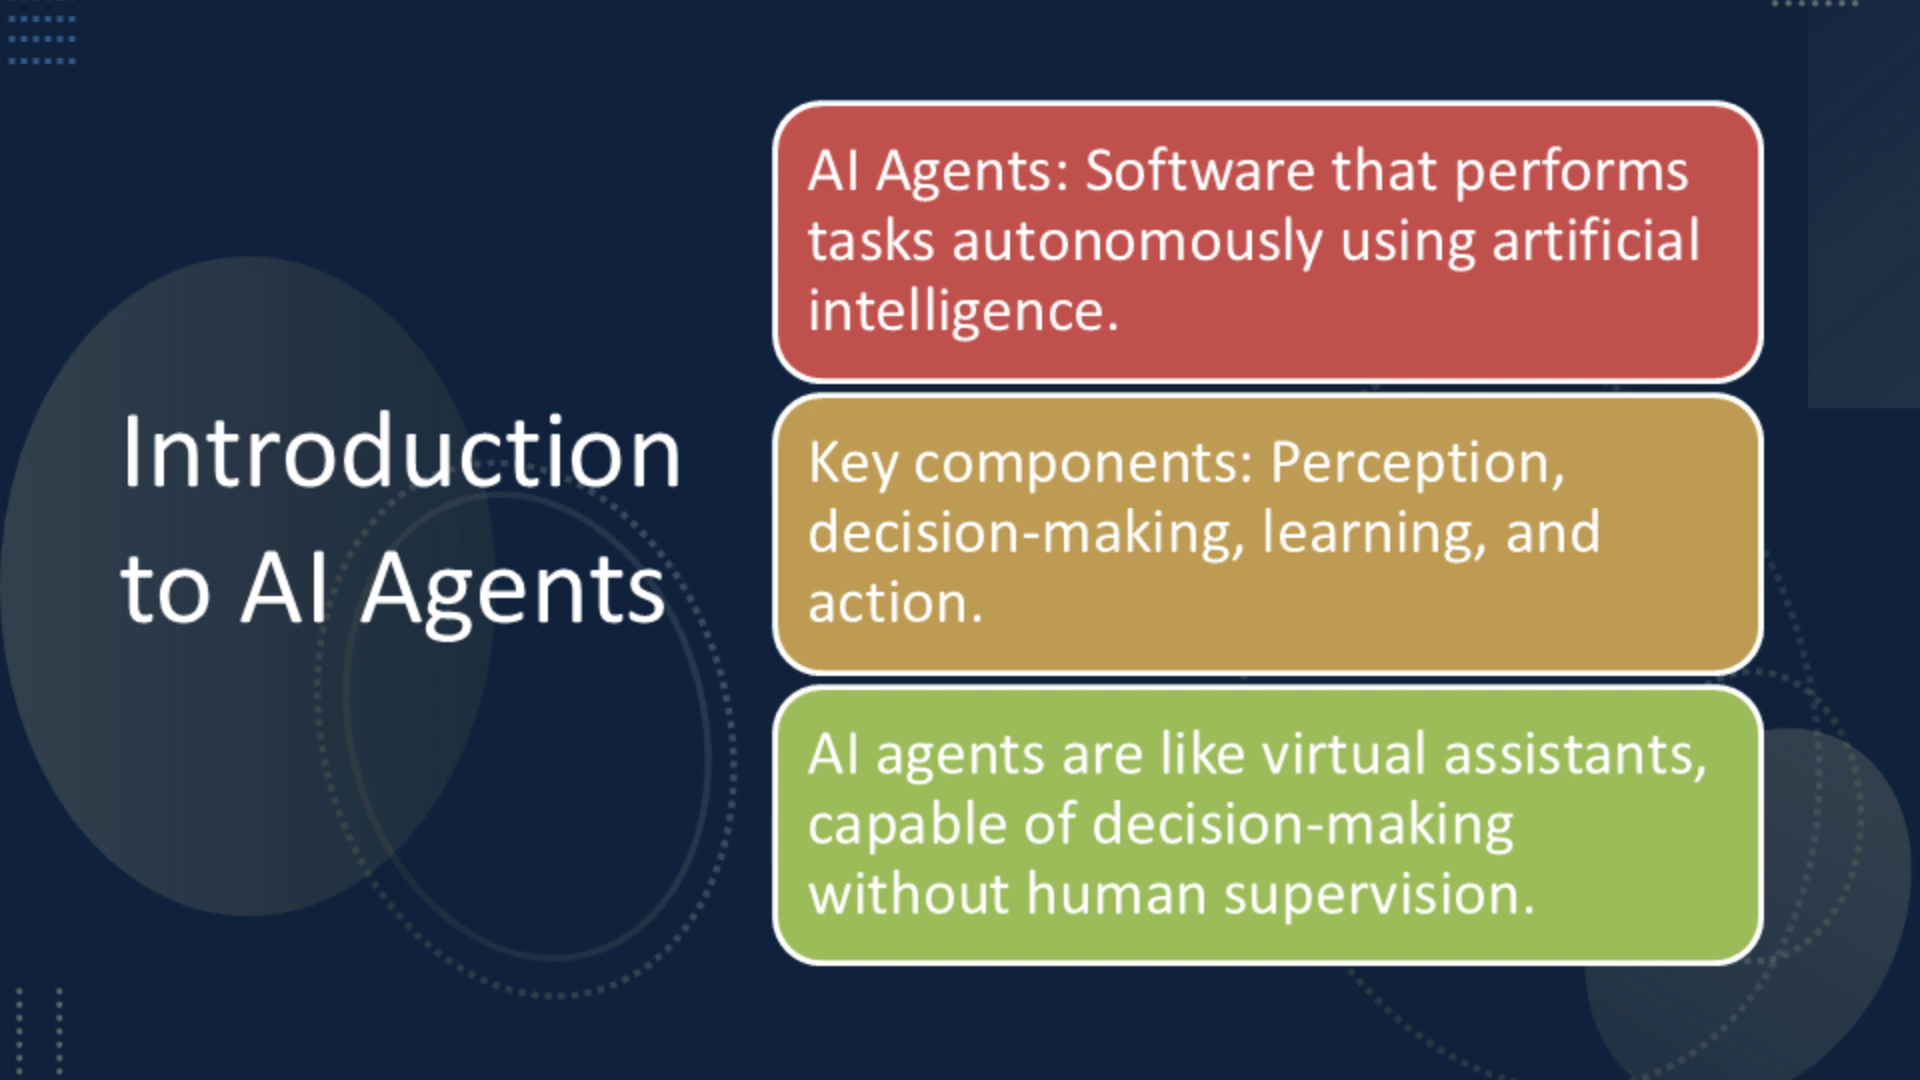 Introduction
to AI Agents
AI Agents: Software that performs
tasks autonomously using artificial
intelligence.
Key components: Perception,
decision-making, learning, and
action.
AI agents are like virtual assistants,
capable of decision-making
without human supervision.